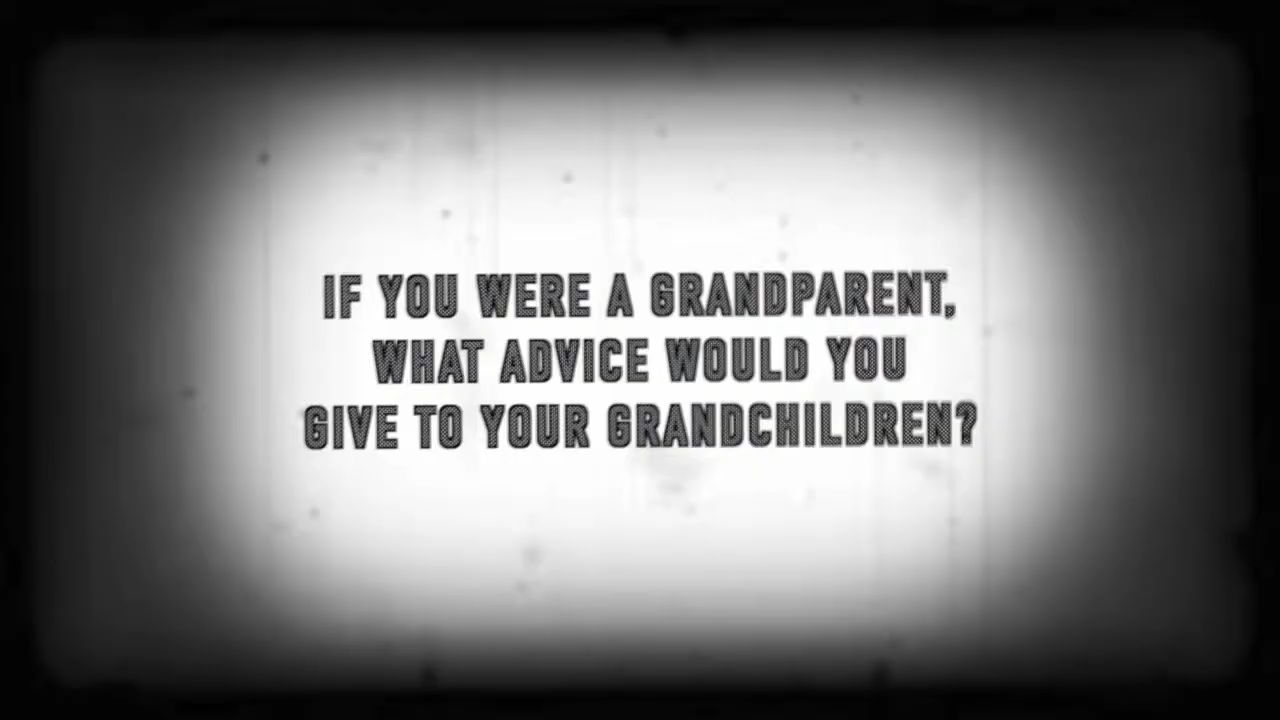 IF YOU WERE A GRANDPARENT,
WHAT ADVICE WOULD YOU
GIVE TO YOUR GRANDCHILDREN?